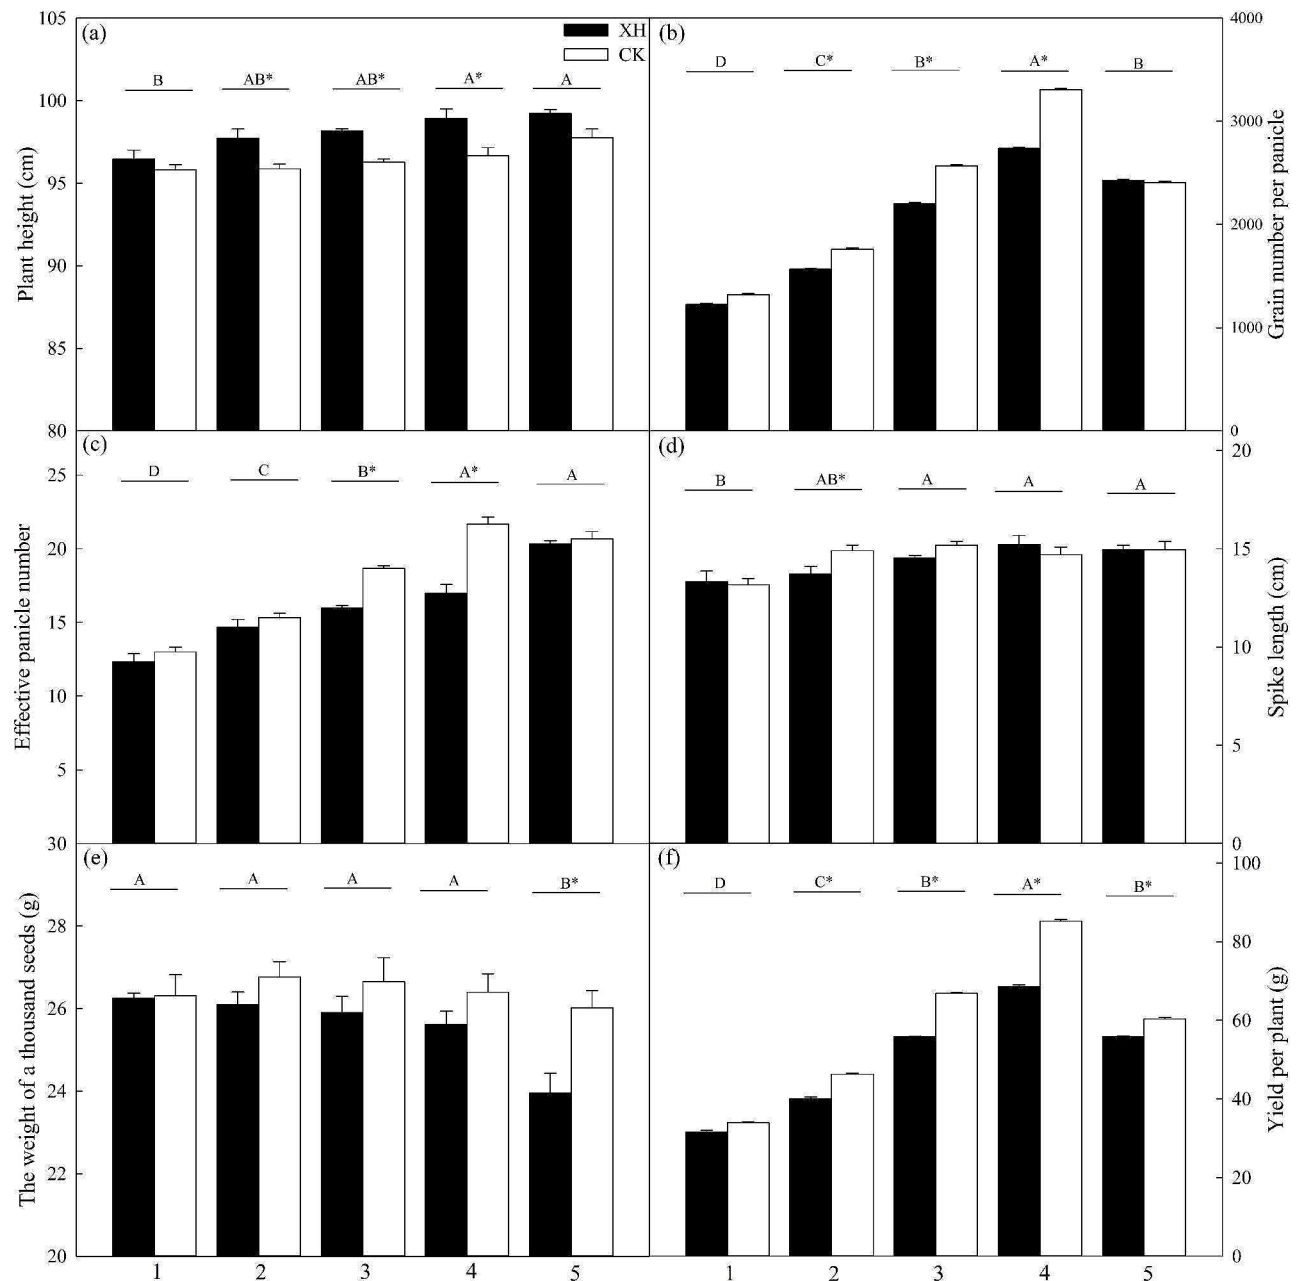 (a)
XH
CK
B AB* AB* A* A
105
100
95
90
85
80
Plant height (cm)
(b)
D C* B* A* B
4000
3000
2000
1000
0
Grain number per panicle
(c)
D C B* A* A
25
20
15
10
5
30
Effective panicle number
(d)
B AB* A A A
20
15
10
5
0
Spike length (cm)
(e)
A A A A B*
28
26
24
22
20
The weight of a thousand seeds (g)
1 2 3 4 5
(f)
D C* B* A* B*
100
80
60
40
20
0
Yield per plant (g)
1 2 3 4 5